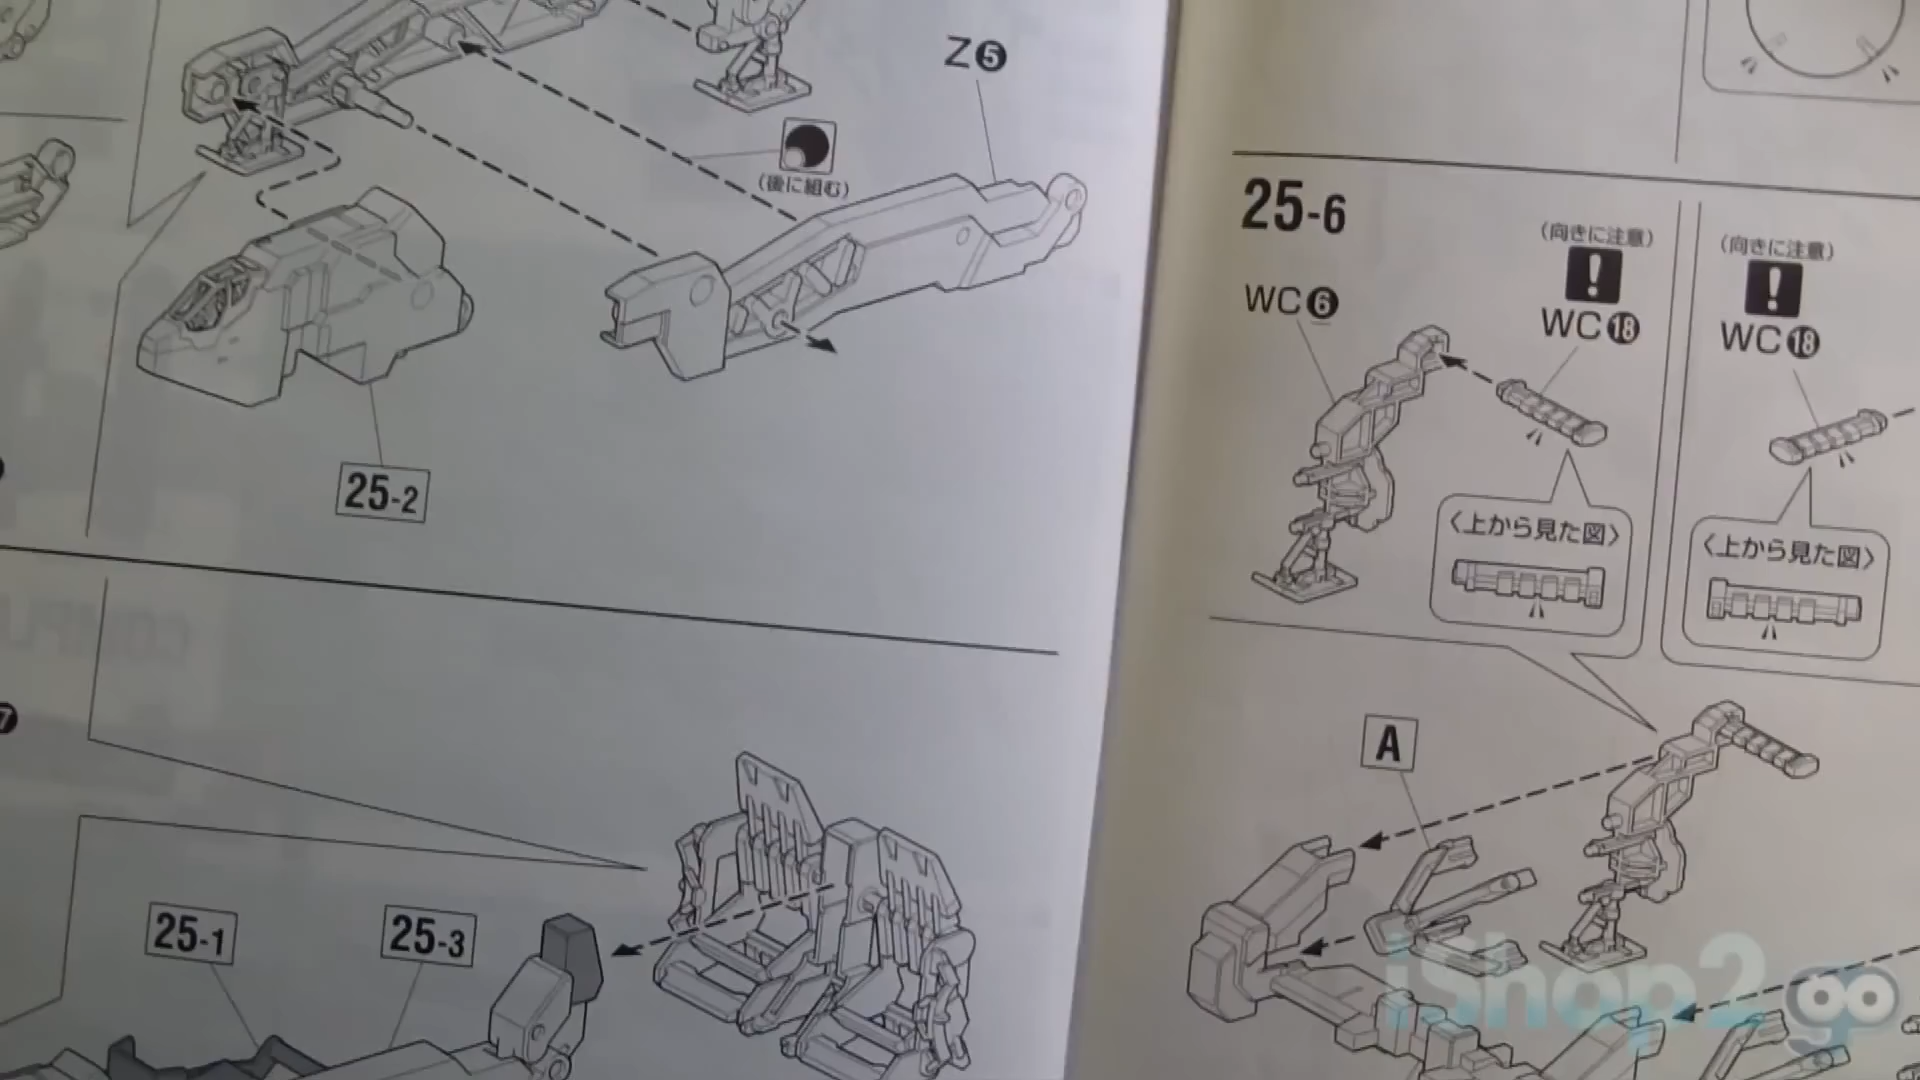 Z❺
(後に組む)
25-2
25-1
25-3
25-6
(向きに注意)
!
WC❻
WC⓲
(向きに注意)
!
WC⓲
〈上から見た図〉
〈上から見た図〉
A
iShop2go